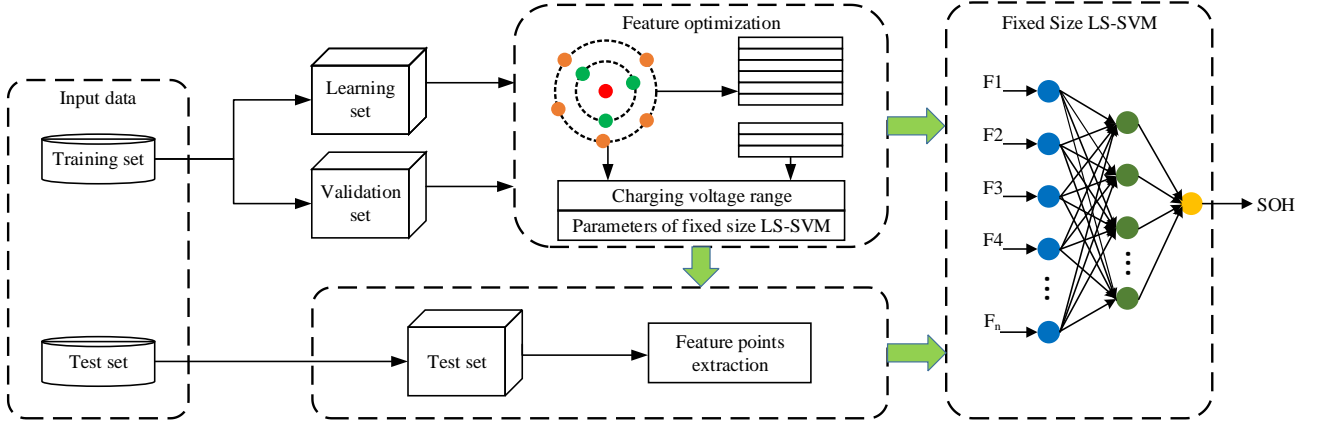 Feature optimization
Fixed Size LS-SVM
Input data
Learning
set
Training set
Validation
set
Charging voltage range
Parameters of fixed size LS-SVM
F1
F2
F3
F4
Fn
SOH
Test set
Test set
Feature points
extraction